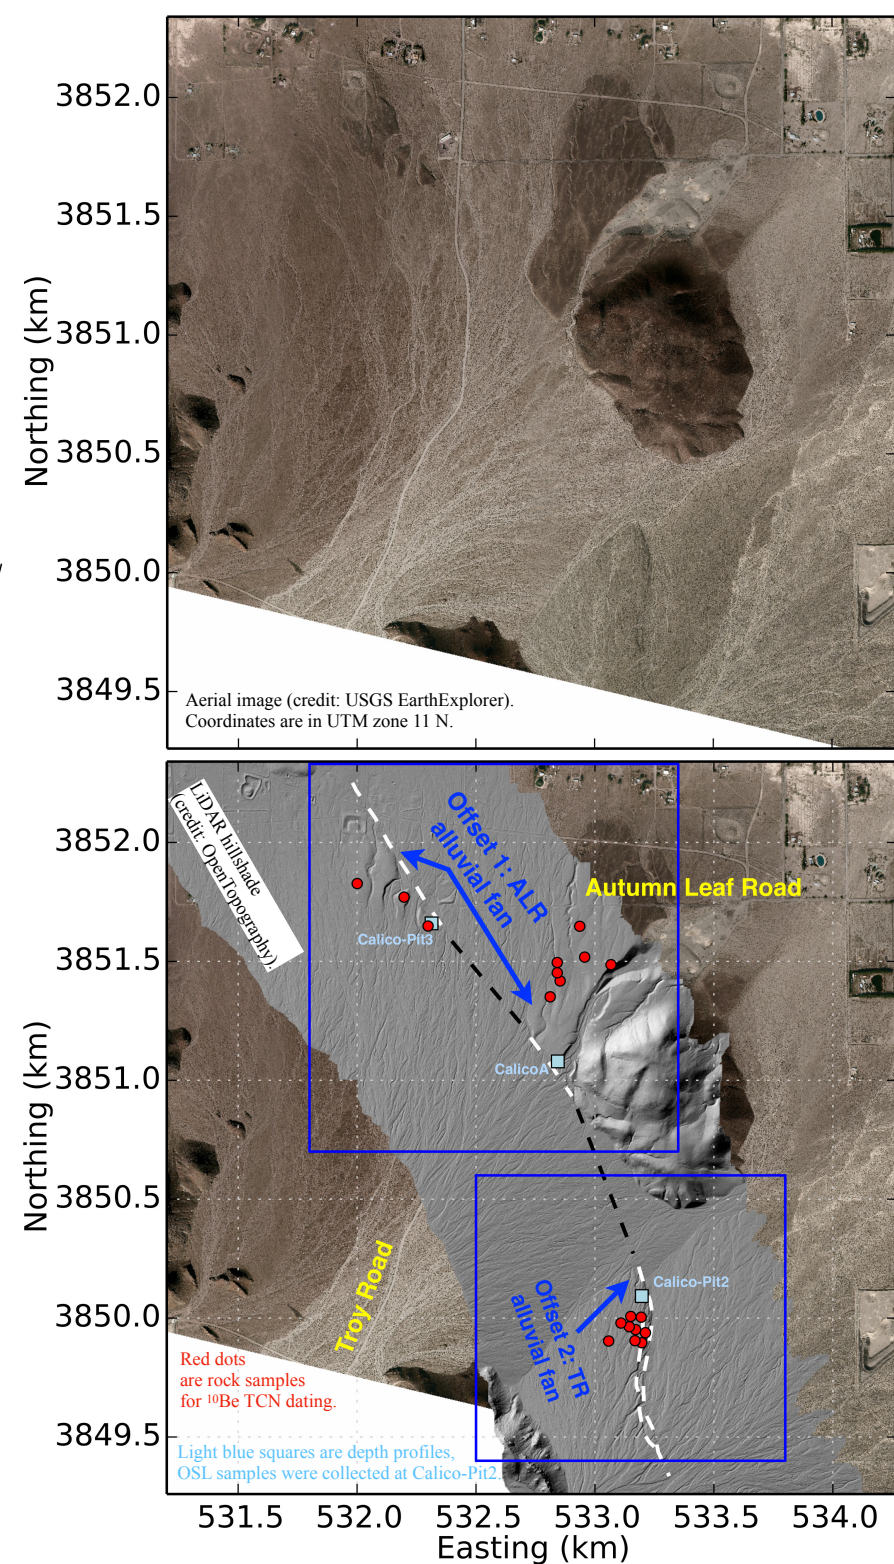 3852.0
3851.5
3851.0
3850.5
3850.0
3849.5
Northing (km)
Aerial image (credit: USGS EarthExplorer).
Coordinates are in UTM zone 11 N.
LiDAR hillshade
(credit: OpenTopography).
Offset 1: ALR
alluvial fan
Autumn Leaf Road
Calico-Pit3
CalicoA
Calico-Pit2
Offset 2: TR
alluvial fan
Troy Road
Red dots
are rock samples
for ¹⁰Be TCN dating.
Light blue squares are depth profiles,
OSL samples were collected at Calico-Pit2.
3852.0
3851.5
3851.0
3850.5
3850.0
3849.5
Northing (km)
531.5 532.0 532.5 533.0 533.5 534.0
Easting (km)